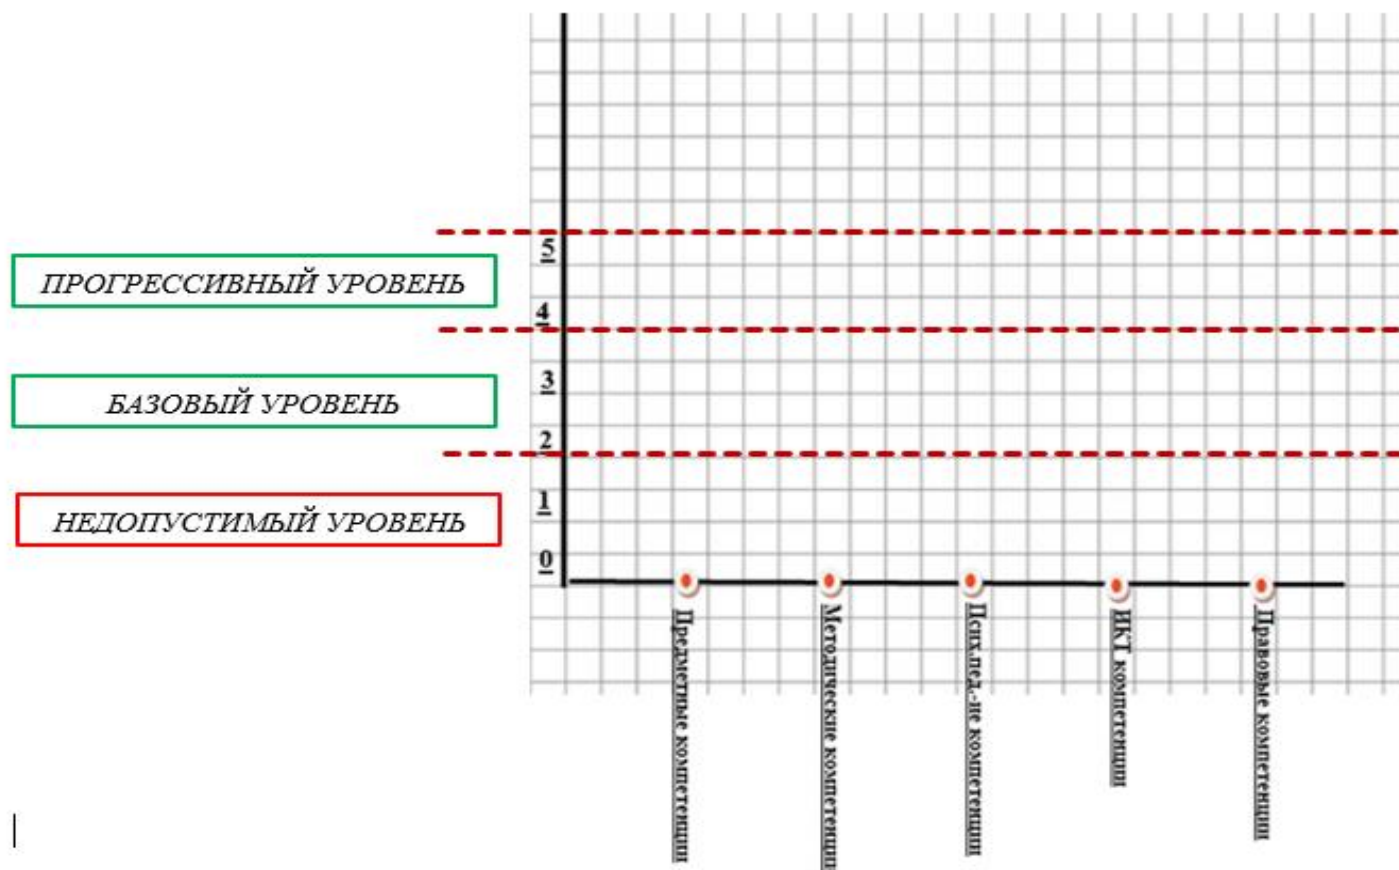 5
ПРОГРЕССИВНЫЙ УРОВЕНЬ
4
3
БАЗОВЫЙ УРОВЕНЬ
2
1
НЕДОПУСТИМЫЙ УРОВЕНЬ
0
Предметные компетенции
Методические компетенции
Псих.пед.-не компетенции
ИКТ компетенции
Правовые компетенции